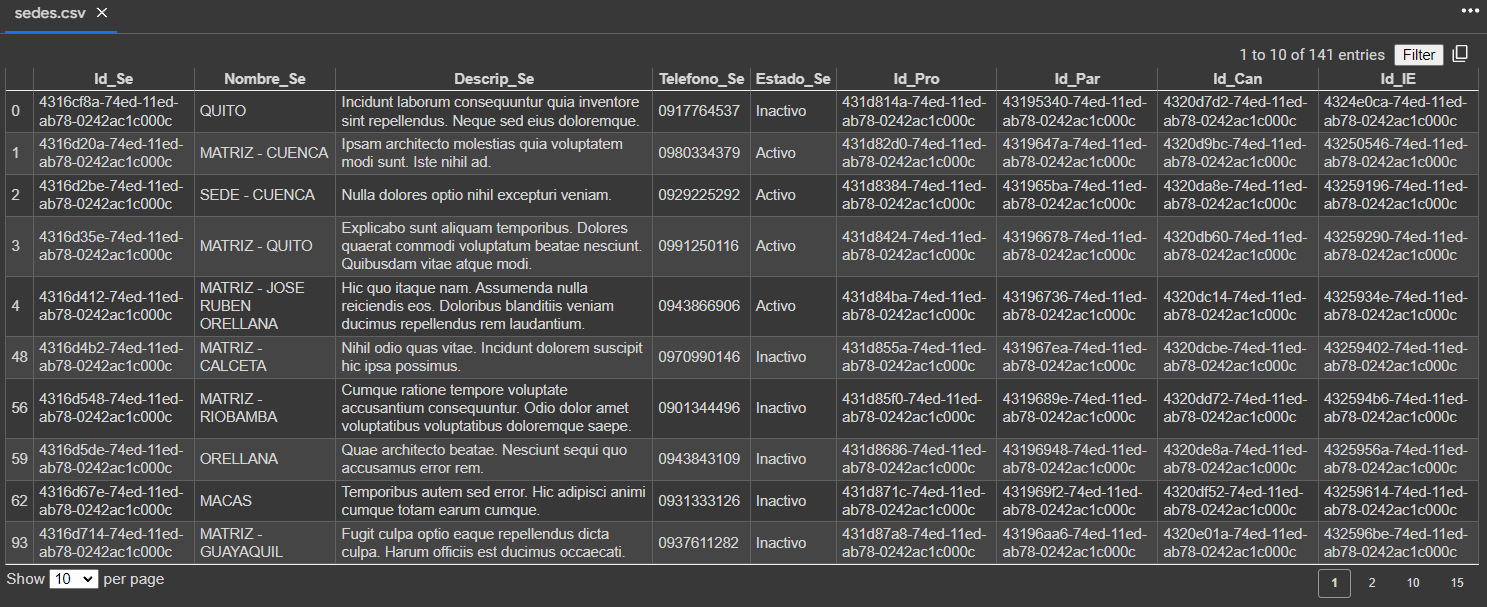 sedes.csv ×
1 to 10 of 141 entries Filter
Id_Se Nombre_Se Descrip_Se Telefono_Se Estado_Se Id_Pro Id_Par Id_Can Id_IE
4316cf8a-74ed-11ed- Incidunt laborum consequuntur quia inventore 431d814a-74ed-11ed- 43195340-74ed-11ed- 4320d7d2-74ed-11ed- 4324e0ca-74ed-11ed-
0 QUITO 0917764537 Inactivo
ab78-0242ac1c000c sint repellendus. Neque sed eius doloremque. ab78-0242ac1c000c ab78-0242ac1c000c ab78-0242ac1c000c ab78-0242ac1c000c
4316d20a-74ed-11ed- Ipsam architecto molestias quia voluptatem 431d82d0-74ed-11ed- 4319647a-74ed-11ed- 4320d9bc-74ed-11ed- 43250546-74ed-11ed-
1 MATRIZ - CUENCA 0980334379 Activo
ab78-0242ac1c000c modi sunt. Iste nihil ad. ab78-0242ac1c000c ab78-0242ac1c000c ab78-0242ac1c000c ab78-0242ac1c000c
4316d2be-74ed-11ed- 431d8384-74ed-11ed- 431965ba-74ed-11ed- 4320da8e-74ed-11ed- 43259196-74ed-11ed-
2 SEDE - CUENCA Nulla dolores optio nihil excepturi veniam. 0929225292 Activo
ab78-0242ac1c000c ab78-0242ac1c000c ab78-0242ac1c000c ab78-0242ac1c000c ab78-0242ac1c000c
Explicabo sunt aliquam temporibus. Dolores
4316d35e-74ed-11ed- 431d8424-74ed-11ed- 43196678-74ed-11ed- 4320db60-74ed-11ed- 43259290-74ed-11ed-
3 MATRIZ - QUITO quaerat commodi voluptatum beatae nesciunt. 0991250116 Activo
ab78-0242ac1c000c ab78-0242ac1c000c ab78-0242ac1c000c ab78-0242ac1c000c ab78-0242ac1c000c
Quibusdam vitae atque modi.
MATRIZ - JOSE Hic quo itaque nam. Assumenda nulla
4316d412-74ed-11ed- 431d84ba-74ed-11ed- 43196736-74ed-11ed- 4320dc14-74ed-11ed- 4325934e-74ed-11ed-
4 RUBEN reiciendis eos. Doloribus blanditiis veniam 0943866906 Activo
ab78-0242ac1c000c ab78-0242ac1c000c ab78-0242ac1c000c ab78-0242ac1c000c ab78-0242ac1c000c
ORELLANA ducimus repellendus rem laudantium.
4316d4b2-74ed-11ed- MATRIZ - Nihil odio quas vitae. Incidunt dolorem suscipit 431d855a-74ed-11ed- 431967ea-74ed-11ed- 4320dcbe-74ed-11ed- 43259402-74ed-11ed-
48 0970990146 Inactivo
ab78-0242ac1c000c CALCETA hic ipsa possimus. ab78-0242ac1c000c ab78-0242ac1c000c ab78-0242ac1c000c ab78-0242ac1c000c
Cumque ratione tempore voluptate
4316d548-74ed-11ed- MATRIZ - 431d85f0-74ed-11ed- 4319689e-74ed-11ed- 4320dd72-74ed-11ed- 432594b6-74ed-11ed-
56 accusantium consequuntur. Odio dolor amet 0901344496 Inactivo
ab78-0242ac1c000c RIOBAMBA ab78-0242ac1c000c ab78-0242ac1c000c ab78-0242ac1c000c ab78-0242ac1c000c
voluptatibus voluptatibus doloremque saepe.
4316d5de-74ed-11ed- Quae architecto beatae. Nesciunt sequi quo 431d8686-74ed-11ed- 43196948-74ed-11ed- 4320de8a-74ed-11ed- 4325956a-74ed-11ed-
59 ORELLANA 0943843109 Inactivo
ab78-0242ac1c000c accusamus error rem. ab78-0242ac1c000c ab78-0242ac1c000c ab78-0242ac1c000c ab78-0242ac1c000c
4316d67e-74ed-11ed- Temporibus autem sed error. Hic adipisci animi 431d871c-74ed-11ed- 431969f2-74ed-11ed- 4320df52-74ed-11ed- 43259614-74ed-11ed-
62 MACAS 0931333126 Inactivo
ab78-0242ac1c000c cumque totam earum cumque. ab78-0242ac1c000c ab78-0242ac1c000c ab78-0242ac1c000c ab78-0242ac1c000c
4316d714-74ed-11ed- MATRIZ - Fugit culpa optio eaque repellendus dicta 431d87a8-74ed-11ed- 43196aa6-74ed-11ed- 4320e01a-74ed-11ed- 432596be-74ed-11ed-
93 0937611282 Inactivo
ab78-0242ac1c000c GUAYAQUIL culpa. Harum officiis est ducimus occaecati. ab78-0242ac1c000c ab78-0242ac1c000c ab78-0242ac1c000c ab78-0242ac1c000c
Show 10 per page 1 2 10 15